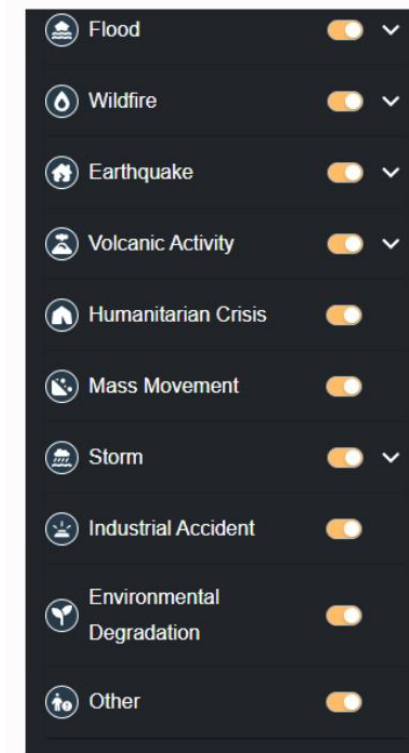 Flood
Wildfire
Earthquake
Volcanic Activity
Humanitarian Crisis
Mass Movement
Storm
Industrial Accident
Environmental
Degradation
Other